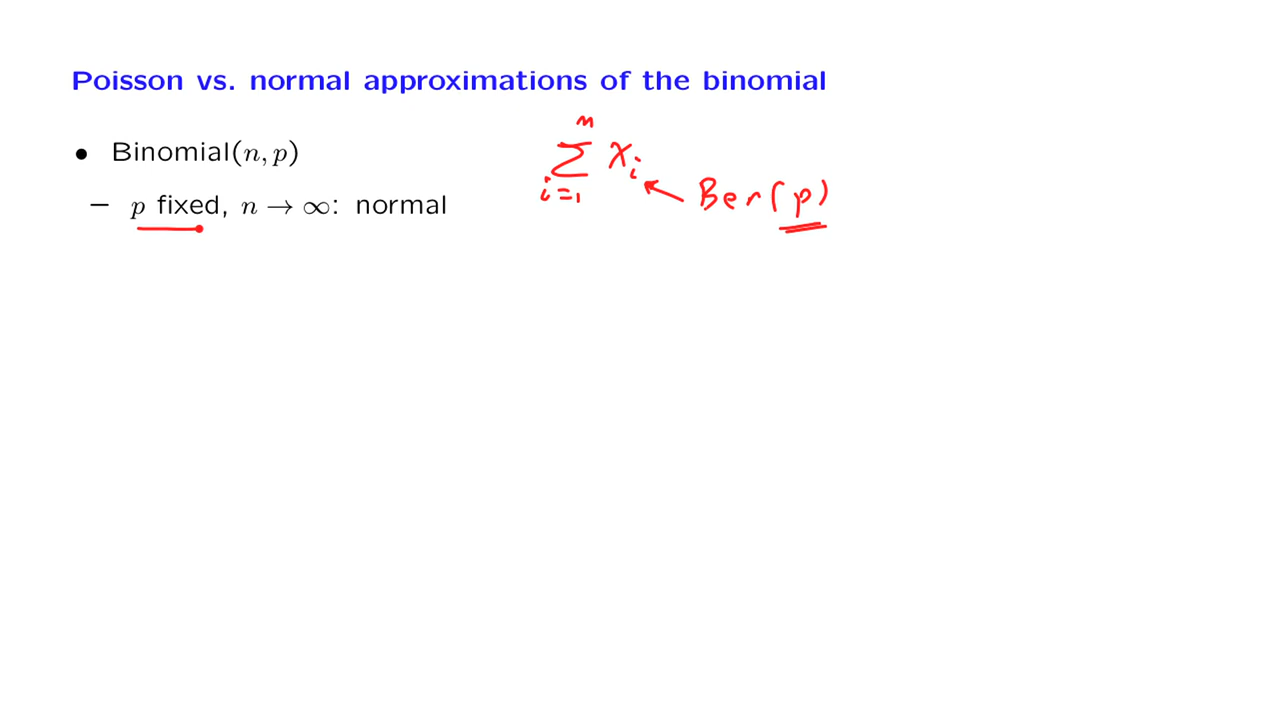 Poisson vs. normal approximations of the binomial
• Binomial(n, p)
n
∑ Xᵢ
i=1
Ber(p)
– p fixed, n → ∞: normal